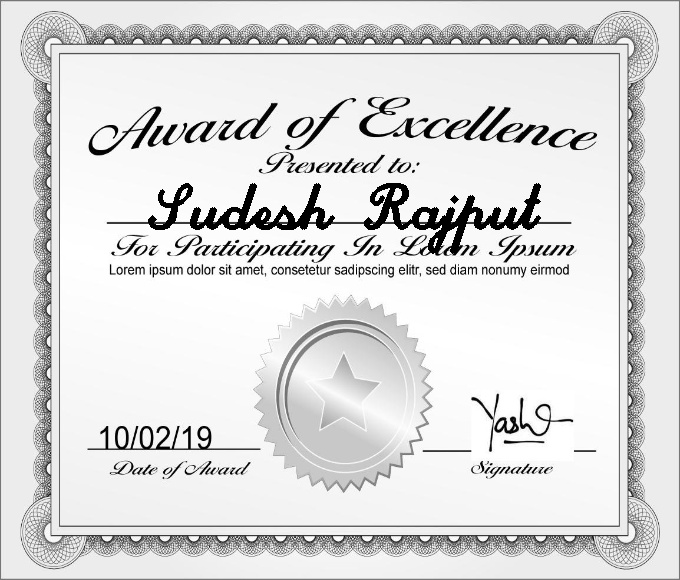 Award of Excellence
Presented to:
Sudesh Rajput
For Participating In Lorem Ipsum
Lorem ipsum dolor sit amet, consetetur sadipscing elitr, sed diam nonumy eirmod
10/02/19
Yash
Date of Award
Signature